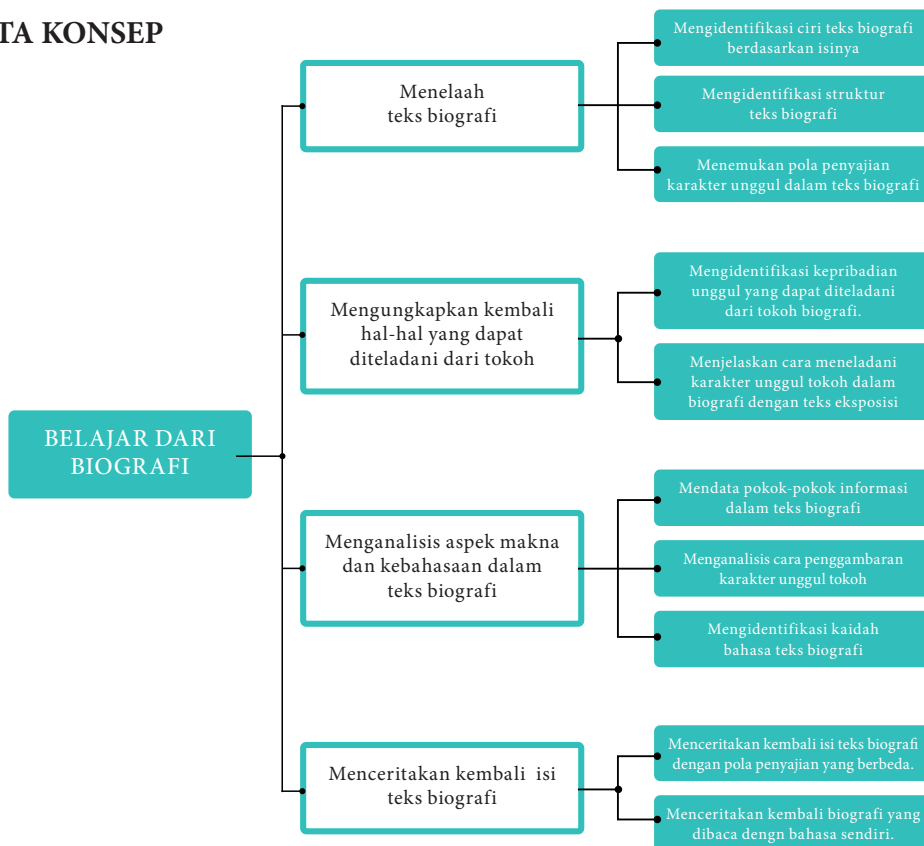 TA KONSEP
BELAJAR DARI
BIOGRAFI
Menelaah
teks biografi
Mengidentifikasi ciri teks biografi
berdasarkan isinya
Mengidentifikasi struktur
teks biografi
Menemukan pola penyajian
karakter unggul dalam teks biografi
Mengungkapkan kembali
hal-hal yang dapat
diteladani dari tokoh
Mengidentifikasi kepribadian
unggul yang dapat diteladani
dari tokoh biografi.
Menjelaskan cara meneladani
karakter unggul tokoh dalam
biografi dengan teks eksposisi
Menganalisis aspek makna
dan kebahasaan dalam
teks biografi
Mendata pokok-pokok informasi
dalam teks biografi
Menganalisis cara penggambaran
karakter unggul tokoh
Mengidentifikasi kaidah
bahasa teks biografi
Menceritakan kembali isi
teks biografi
Menceritakan kembali isi teks biografi
dengan pola penyajian yang berbeda.
Menceritakan kembali biografi yang
dibaca dengn bahasa sendiri.